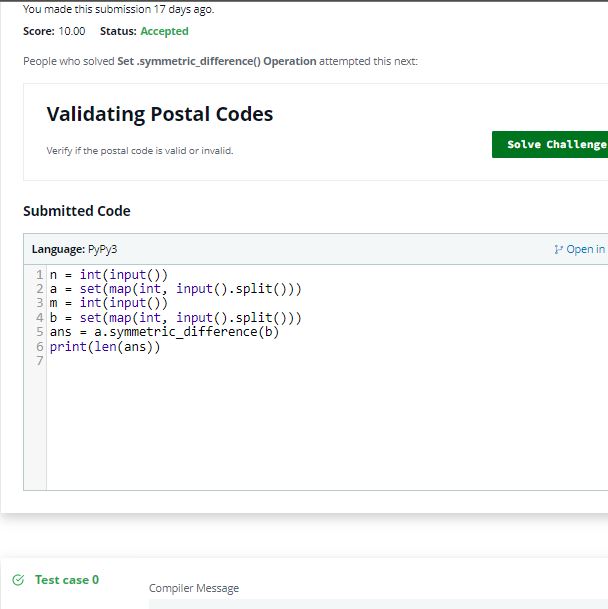 You made this submission 17 days ago.
Score: 10.00 Status: Accepted
People who solved Set .symmetric_difference() Operation attempted this next:
Validating Postal Codes
Verify if the postal code is valid or invalid.
Solve Challenge
Submitted Code
Language: PyPy3
Open in
1 n = int(input())
2 a = set(map(int, input().split()))
3 m = int(input())
4 b = set(map(int, input().split()))
5 ans = a.symmetric_difference(b)
6 print(len(ans))
7
Test case 0
Compiler Message